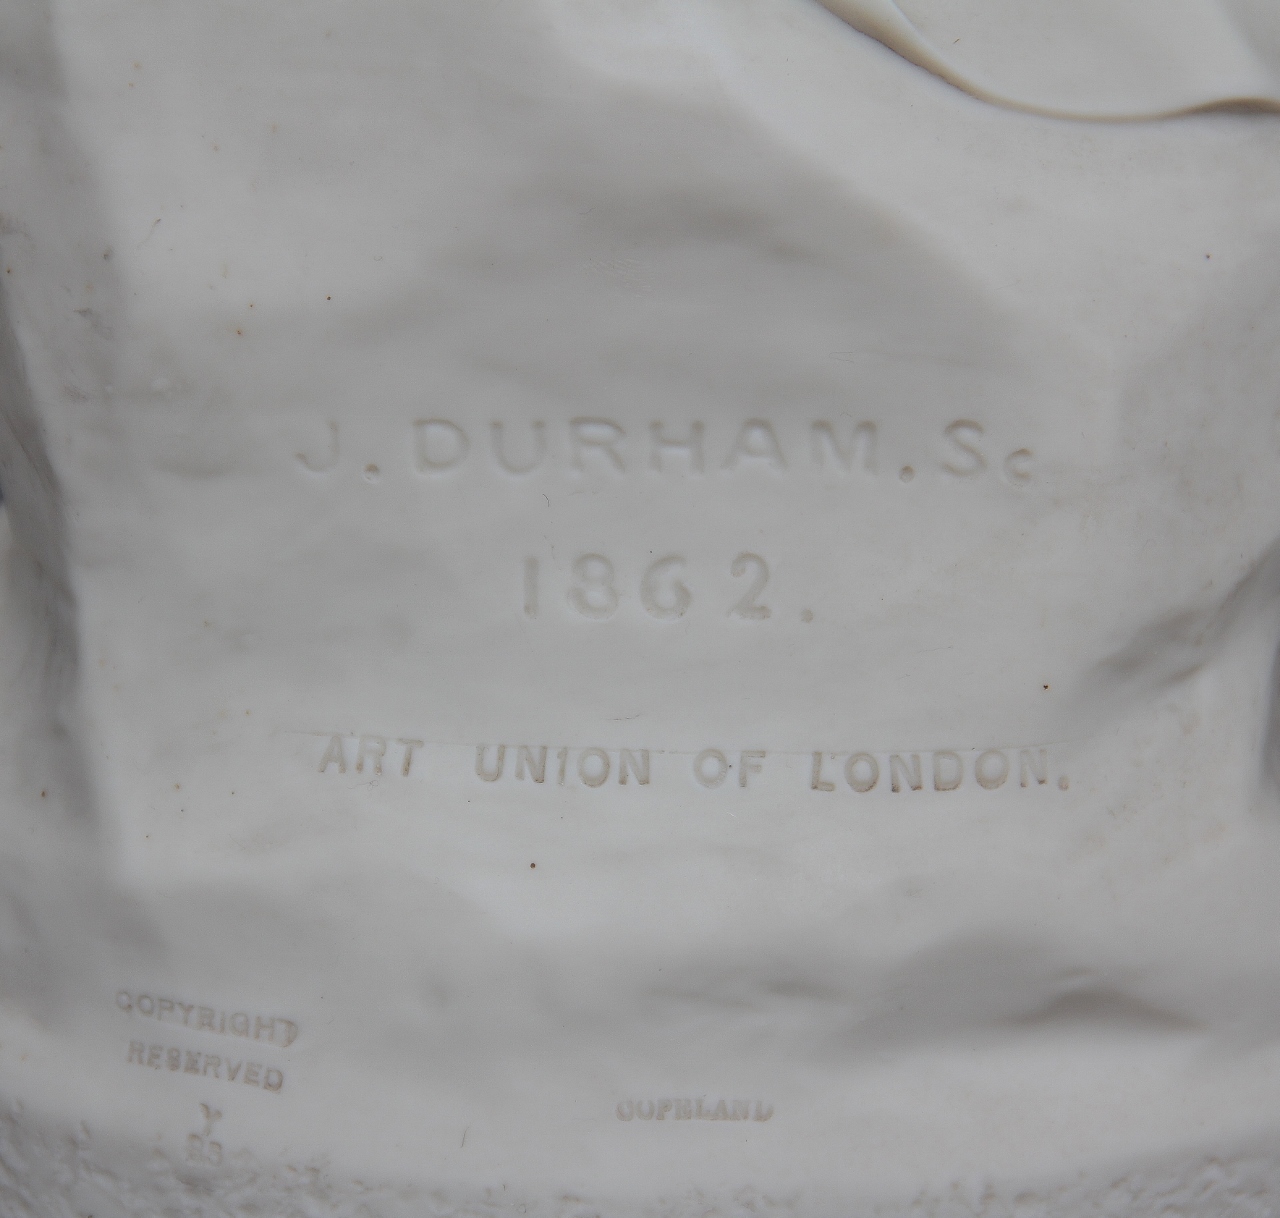 J. DURHAM. Sc
1862.
ART UNION OF LONDON.
COPYRIGHT
RESERVED
COPELAND